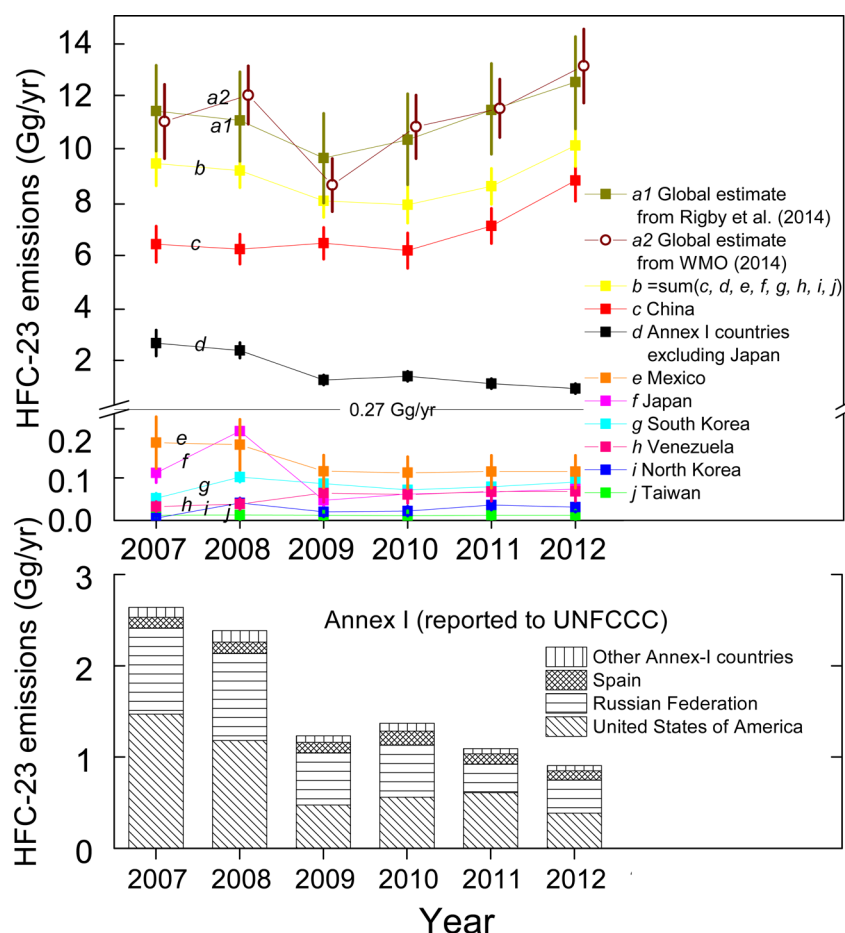 HFC-23 emissions (Gg/yr)
14
12
10
8
6
4
2
0.2
0.1
0.0
a2
a1
b
c
d
0.27 Gg/yr
e
f
g
h
i
j
a1 Global estimate
from Rigby et al. (2014)
a2 Global estimate
from WMO (2014)
b =sum(c, d, e, f, g, h, i, j)
c China
d Annex I countries
excluding Japan
e Mexico
f Japan
g South Korea
h Venezuela
i North Korea
j Taiwan
2007 2008 2009 2010 2011 2012
HFC-23 emissions (Gg/yr)
3
2
1
0
Annex I (reported to UNFCCC)
Other Annex-I countries
Spain
Russian Federation
United States of America
2007 2008 2009 2010 2011 2012
Year